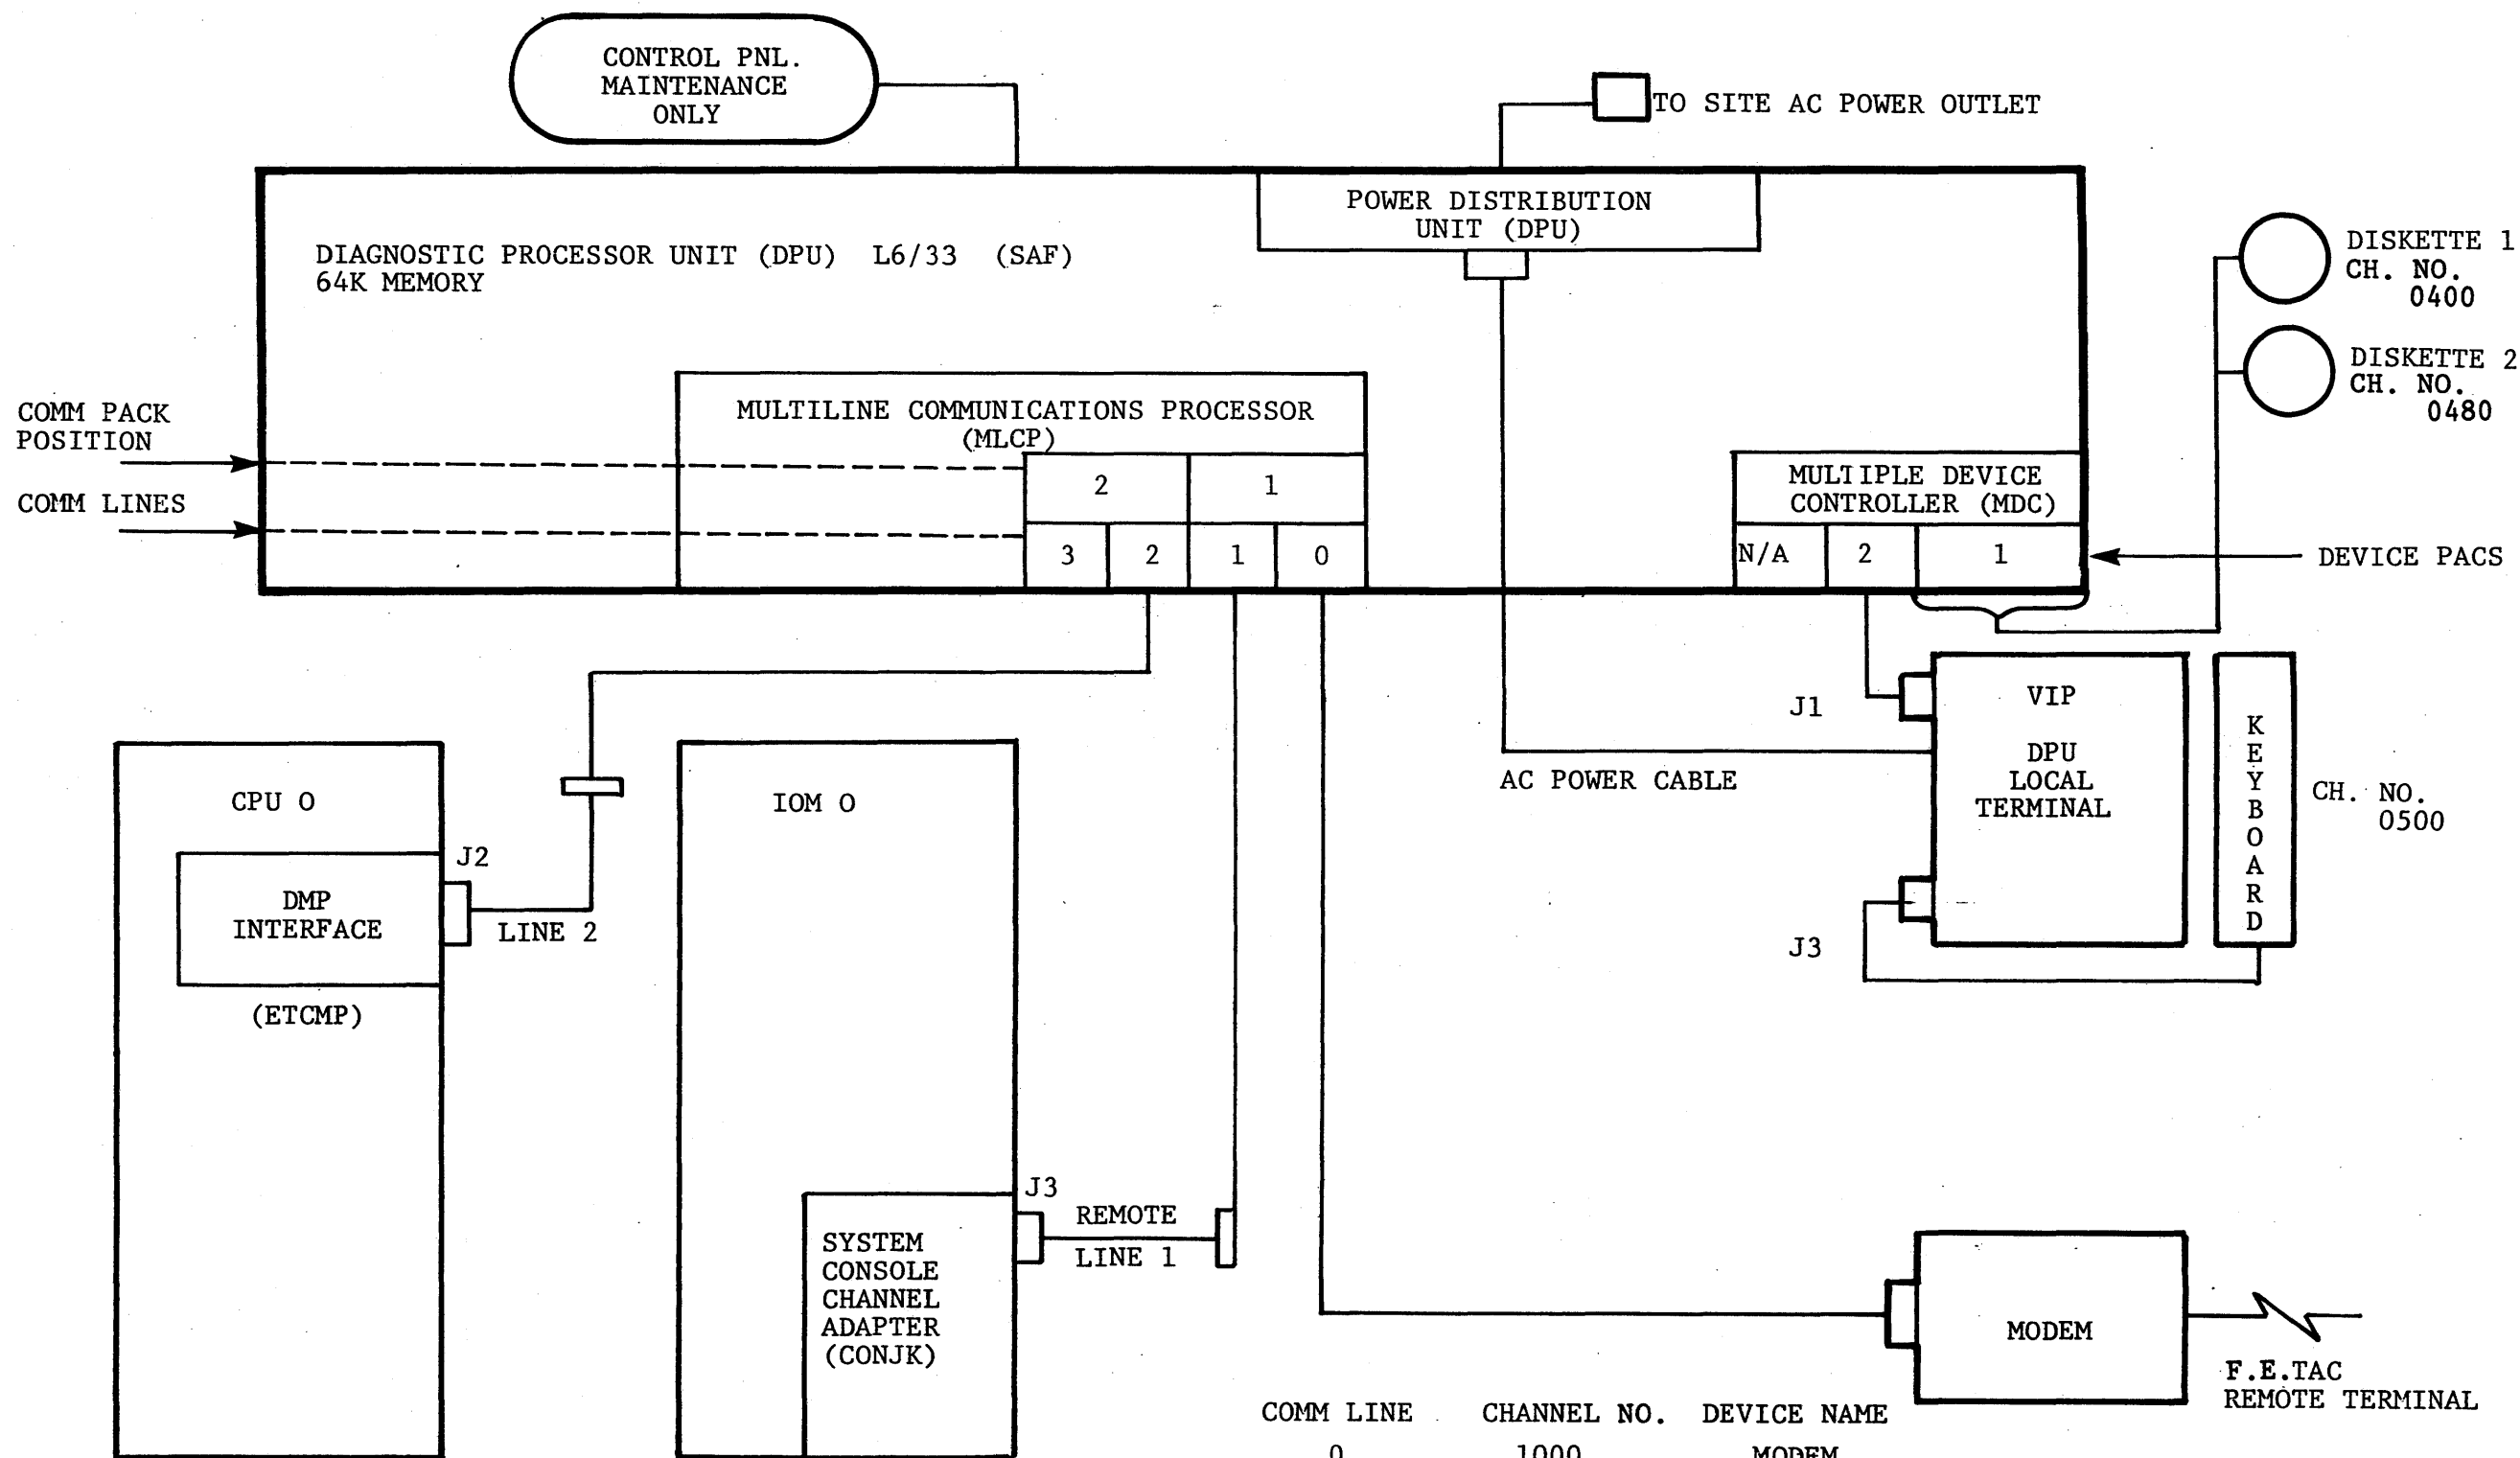 CONTROL PNL.
MAINTENANCE
ONLY
TO SITE AC POWER OUTLET
POWER DISTRIBUTION
UNIT (DPU)
DIAGNOSTIC PROCESSOR UNIT (DPU) L6/33 (SAF)
64K MEMORY
DISKETTE 1
CH. NO.
0400
DISKETTE 2
CH. NO.
0480
COMM PACK
POSITION
COMM LINES
MULTILINE COMMUNICATIONS PROCESSOR
(MLCP)
2 1
3 2 1 0
MULTIPLE DEVICE
CONTROLLER (MDC)
N/A 2 1
DEVICE PACS
J1
VIP
DPU
LOCAL
TERMINAL
KEYBOARD
CH. NO.
0500
AC POWER CABLE
J3
CPU 0
J2
DMP
INTERFACE
LINE 2
(ETCMP)
IOM 0
J3
REMOTE
LINE 1
SYSTEM
CONSOLE
CHANNEL
ADAPTER
(CONJK)
MODEM
F.E.TAC
REMOTE TERMINAL
COMM LINE CHANNEL NO. DEVICE NAME
0 1000 MODEM